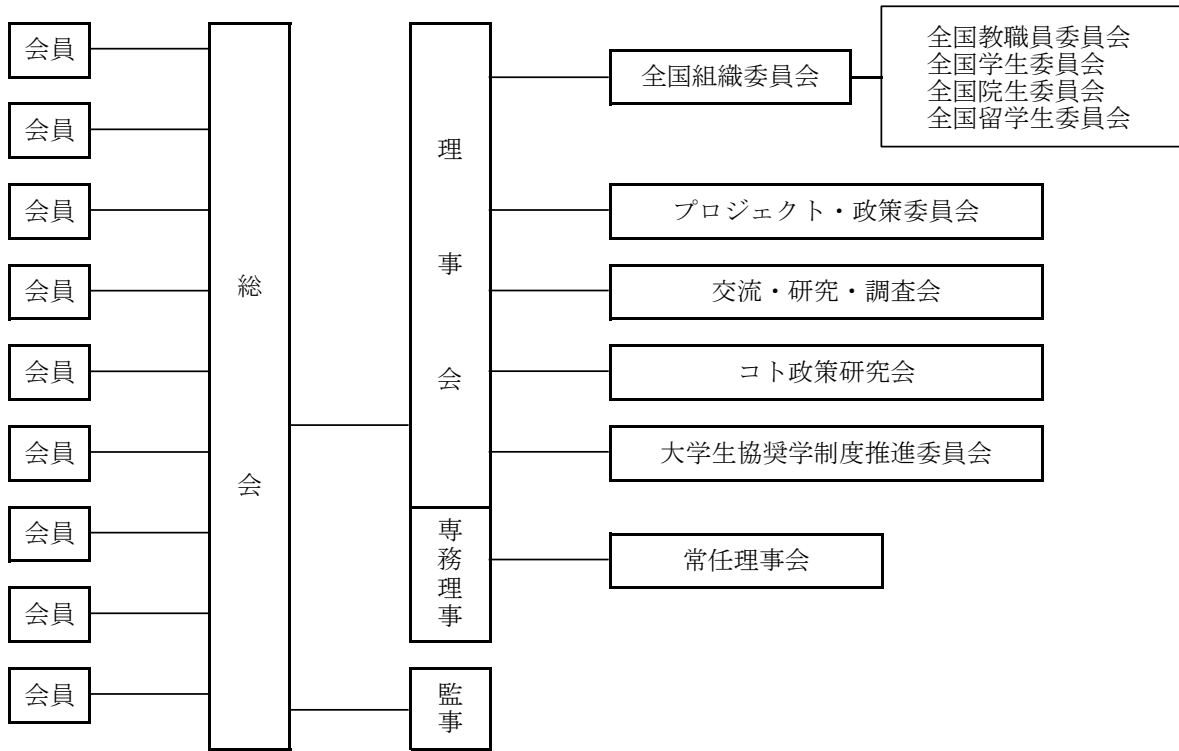 会員
会員
会員
会員
会員
会員
会員
会員
会員
総会
理事会
専務理事
監事
全国組織委員会
全国教職員委員会
全国学生委員会
全国院生委員会
全国留学生委員会
プロジェクト・政策委員会
交流・研究・調査会
コト政策研究会
大学生協奨学制度推進委員会
常任理事会